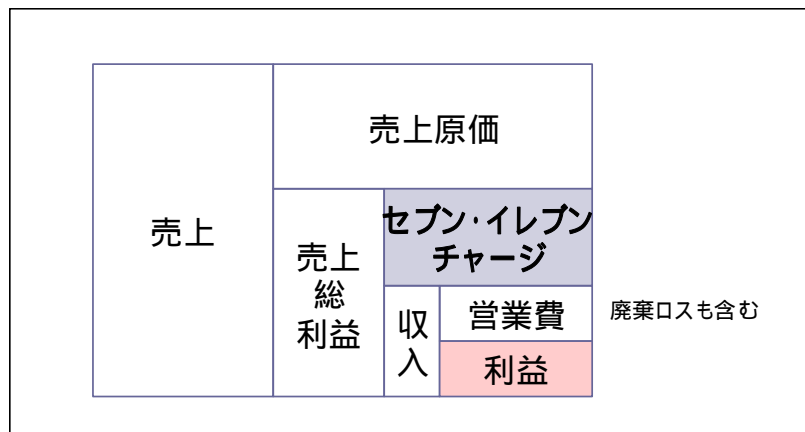 売上
売上原価
売上
総
利益
セブン・イレブン
チャージ
収
入
営業費
利益
廃棄ロスも含む